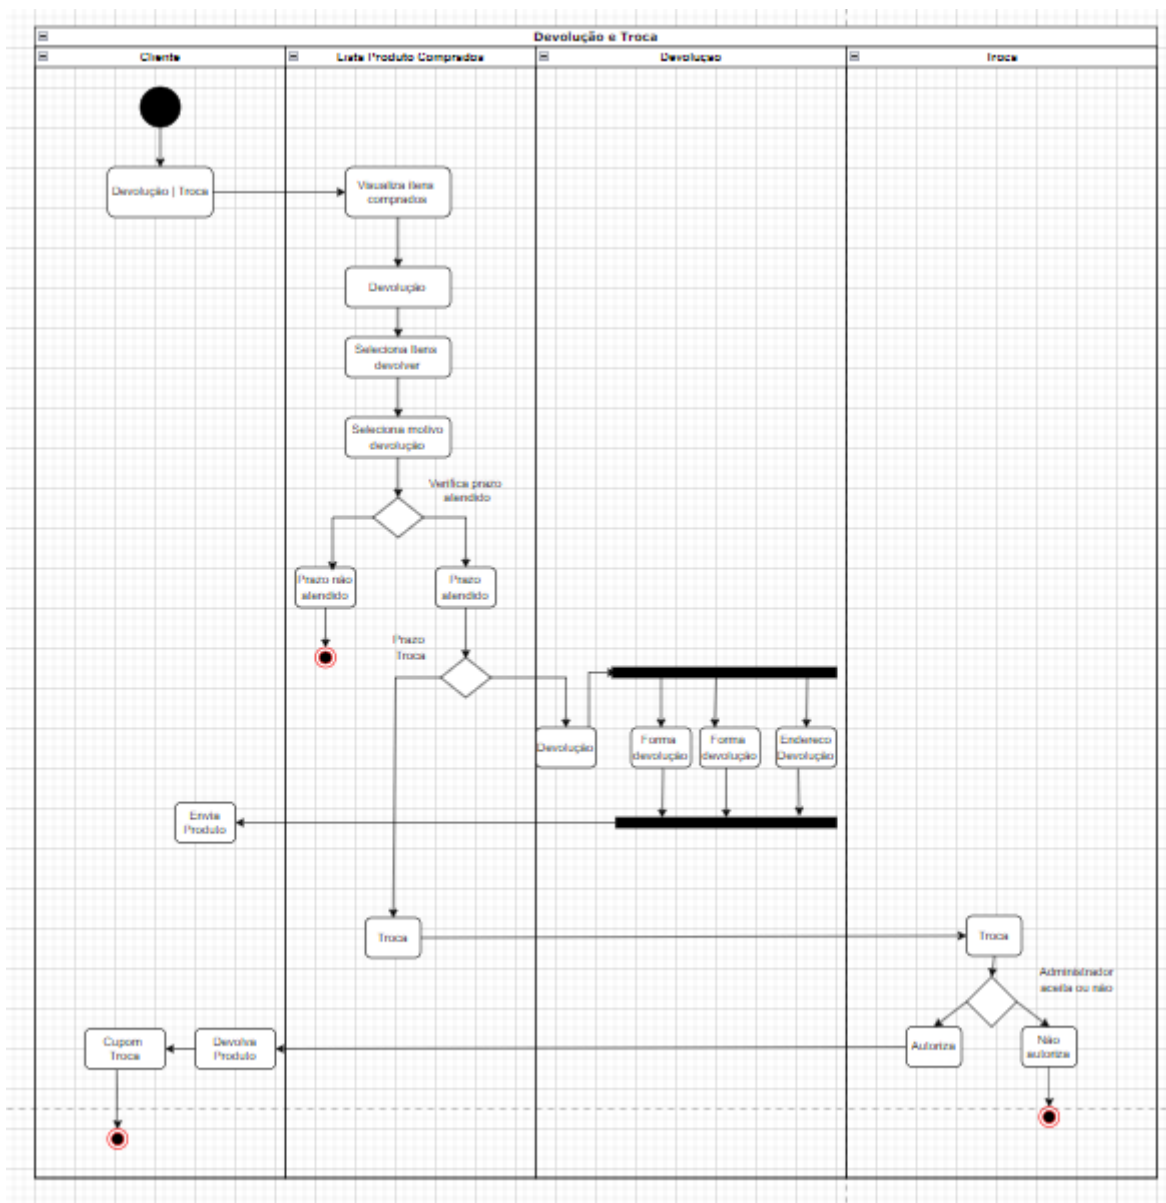 Devolução e Troca
Cliente
Lista Produto Comprados
Devolução
Troca
Devolução | Troca
Visualiza itens
comprados
Devolução
Seleciona Itens
devolver
Seleciona motivo
devolução
Verifica prazo
atendido
Prazo não
atendido
Prazo
atendido
Prazo
Troca
Devolução
Forma
devolução
Forma
devolução
Endereco
Devolução
Envia
Produto
Troca
Troca
Administrador
aceita ou não
Cupom
Troca
Devolve
Produto
Autoriza
Não
autoriza